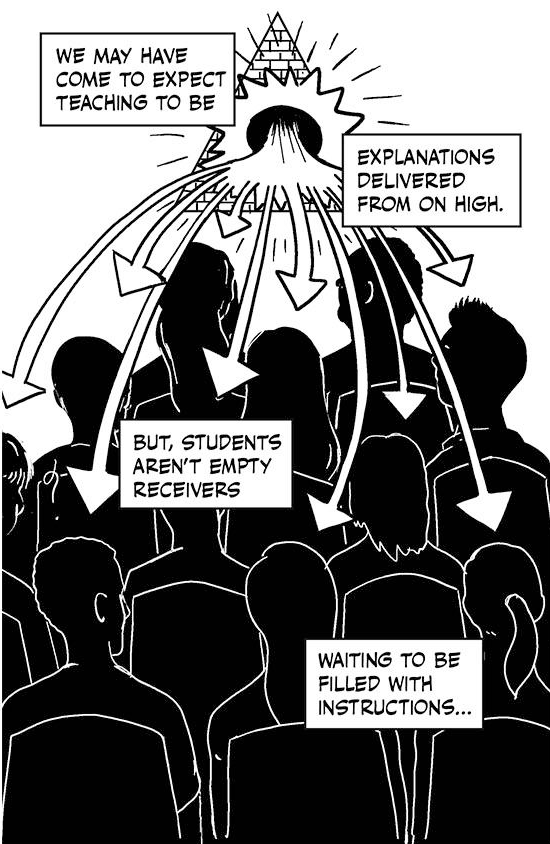 WE MAY HAVE
COME TO EXPECT
TEACHING TO BE
EXPLANATIONS
DELIVERED
FROM ON HIGH.
BUT, STUDENTS
AREN'T EMPTY
RECEIVERS
WAITING TO BE
FILLED WITH
INSTRUCTIONS...